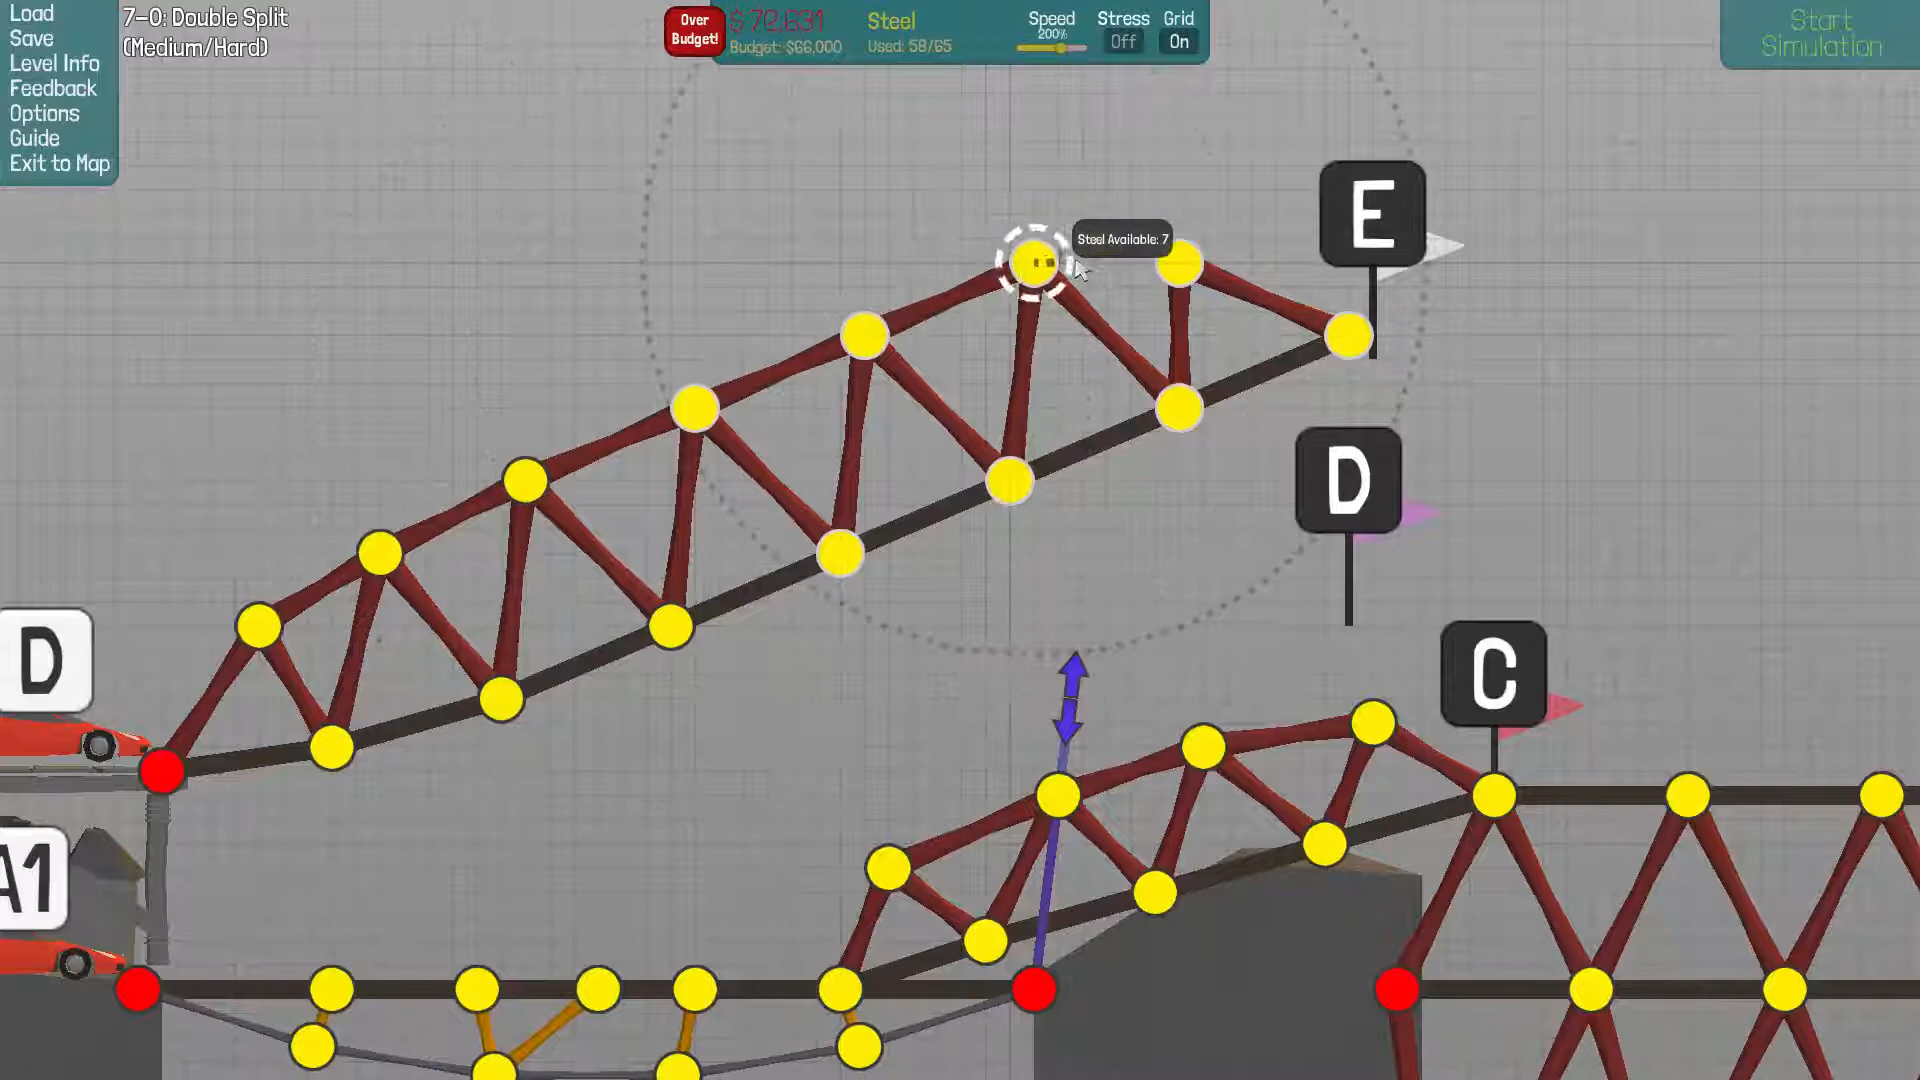 Load
Save
Level Info
Feedback
Options
Guide
Exit to Map
7-0: Double Split
(Medium/Hard)
Over
Budget!
$ 72,631
Budget: $66,000
Steel
Used: 58/65
Speed
200%
Stress
Off
Grid
On
Start
Simulation
Steel Available: 7
E
D
C
D
A1